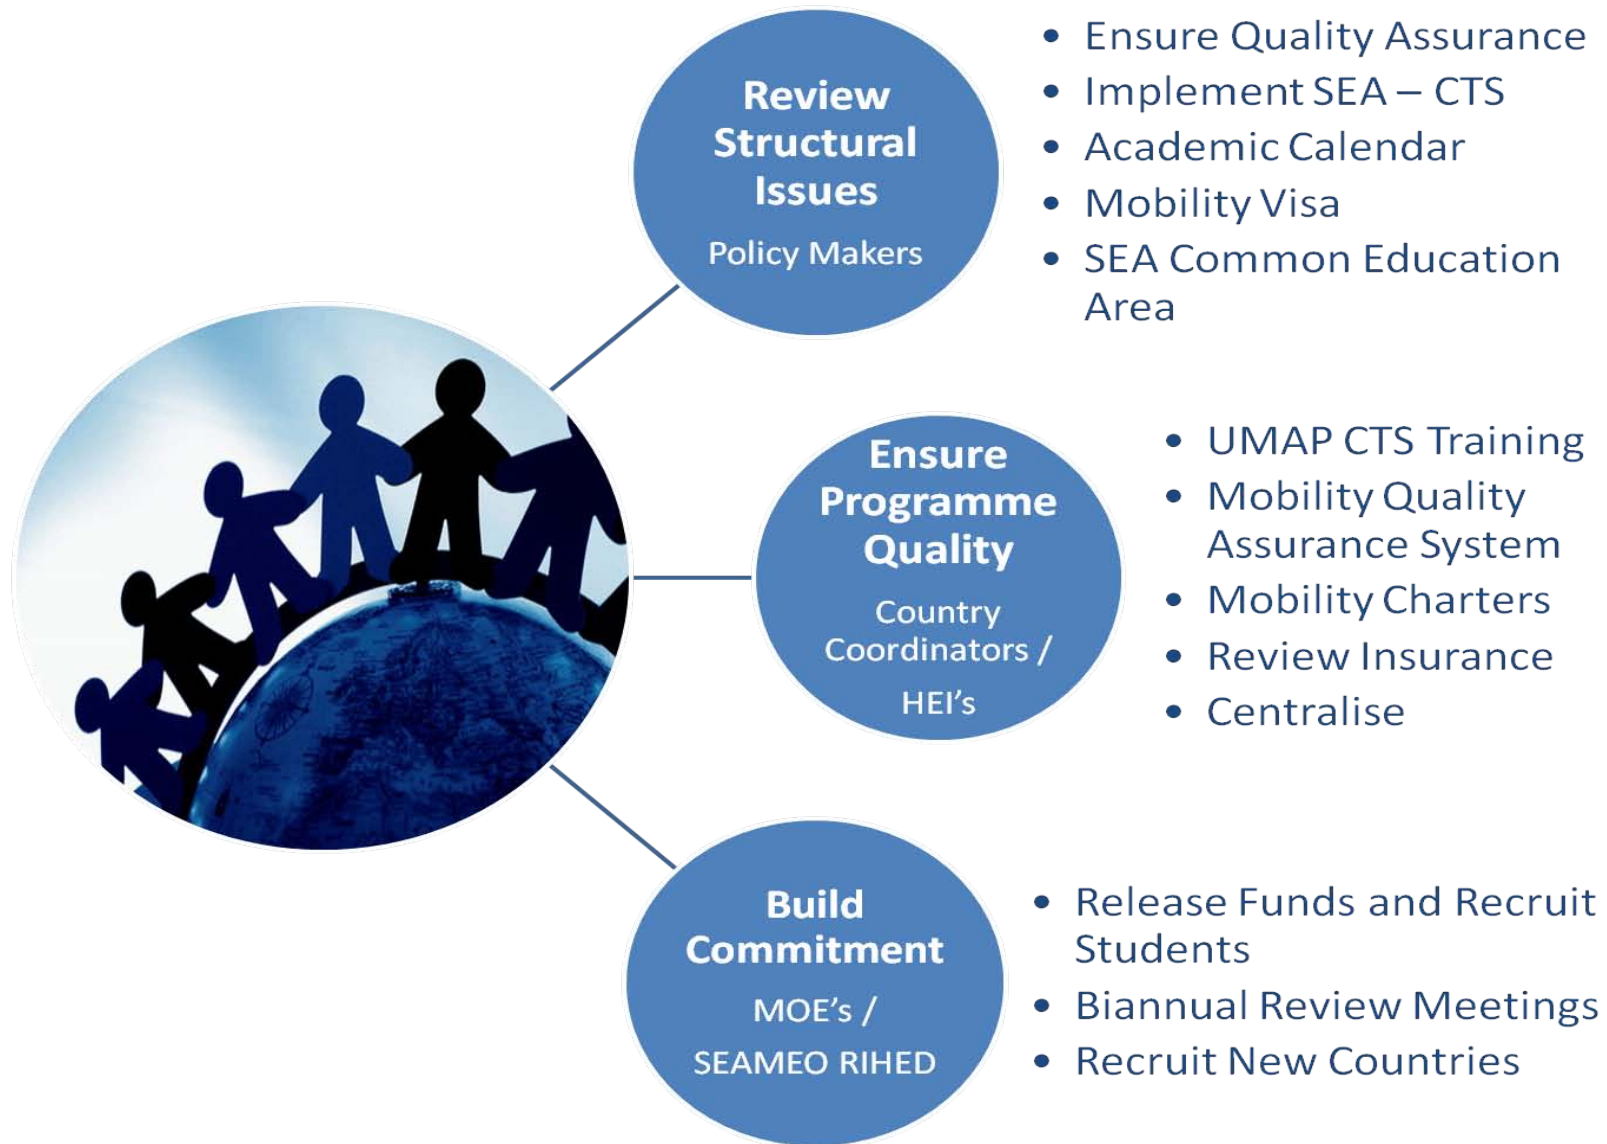 Review
Structural
Issues
Policy Makers
• Ensure Quality Assurance
• Implement SEA – CTS
• Academic Calendar
• Mobility Visa
• SEA Common Education
Area
Ensure
Programme
Quality
Country
Coordinators /
HEI’s
• UMAP CTS Training
• Mobility Quality
Assurance System
• Mobility Charters
• Review Insurance
• Centralise
Build
Commitment
MOE’s /
SEAMEO RIHED
• Release Funds and Recruit
Students
• Biannual Review Meetings
• Recruit New Countries